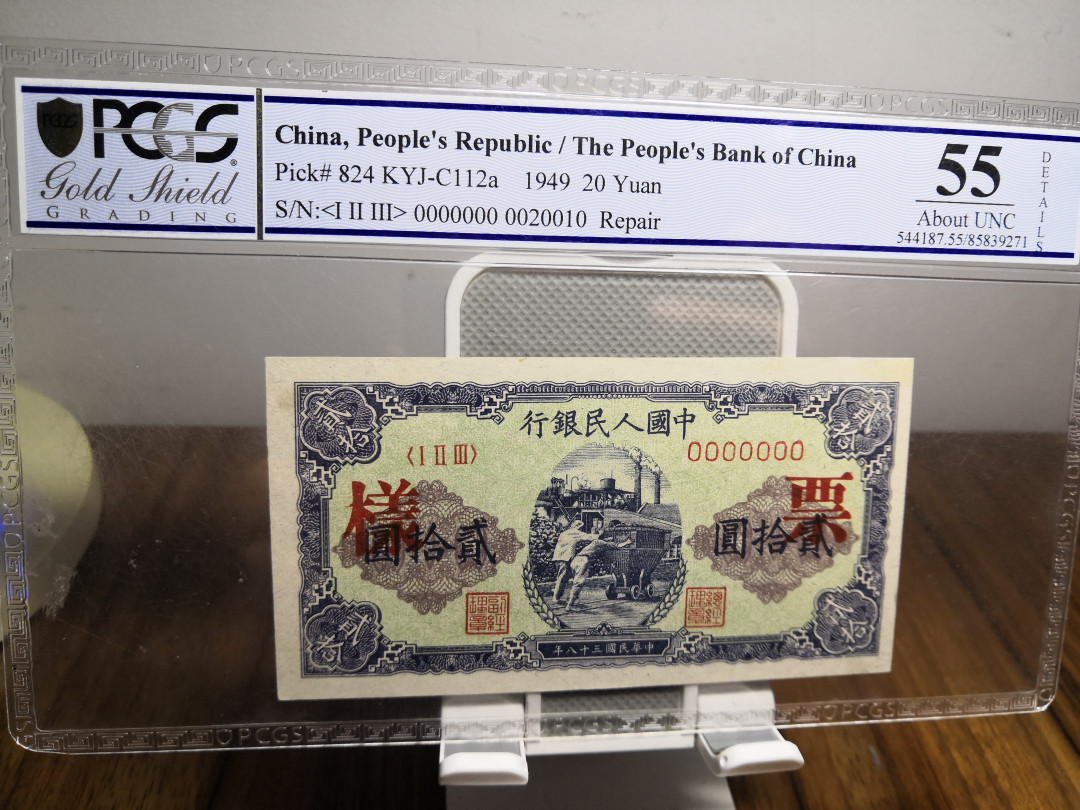 PCGS
Gold Shield
GRADING
China, People's Republic / The People's Bank of China
Pick# 824 KYJ-C112a 1949 20 Yuan
S/N:<I II III> 0000000 0020010 Repair
55
About UNC
544187.55/85839271
DETAILS
行銀民人國中
〈I II III〉
0000000
樣
票
圓拾貳
圓拾貳
年八十三國民華中